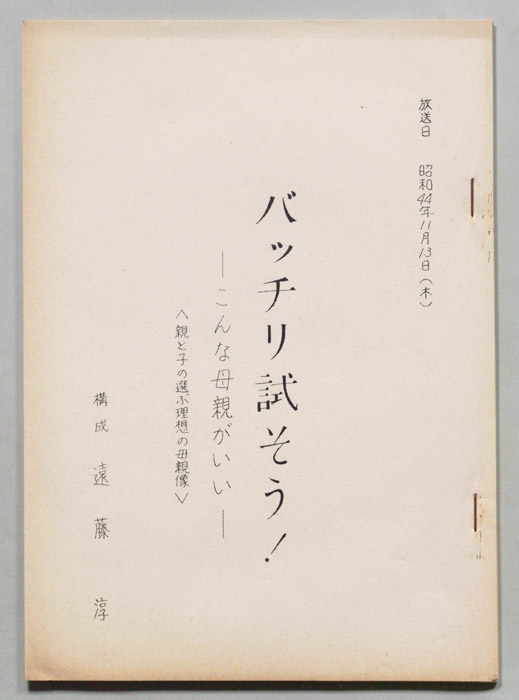 放送日 昭和44年11月13日(木)
バッチリ試そう!
―こんな母親がいい―
〈親と子の選ぶ理想の母親像〉
構成 遠藤 淳